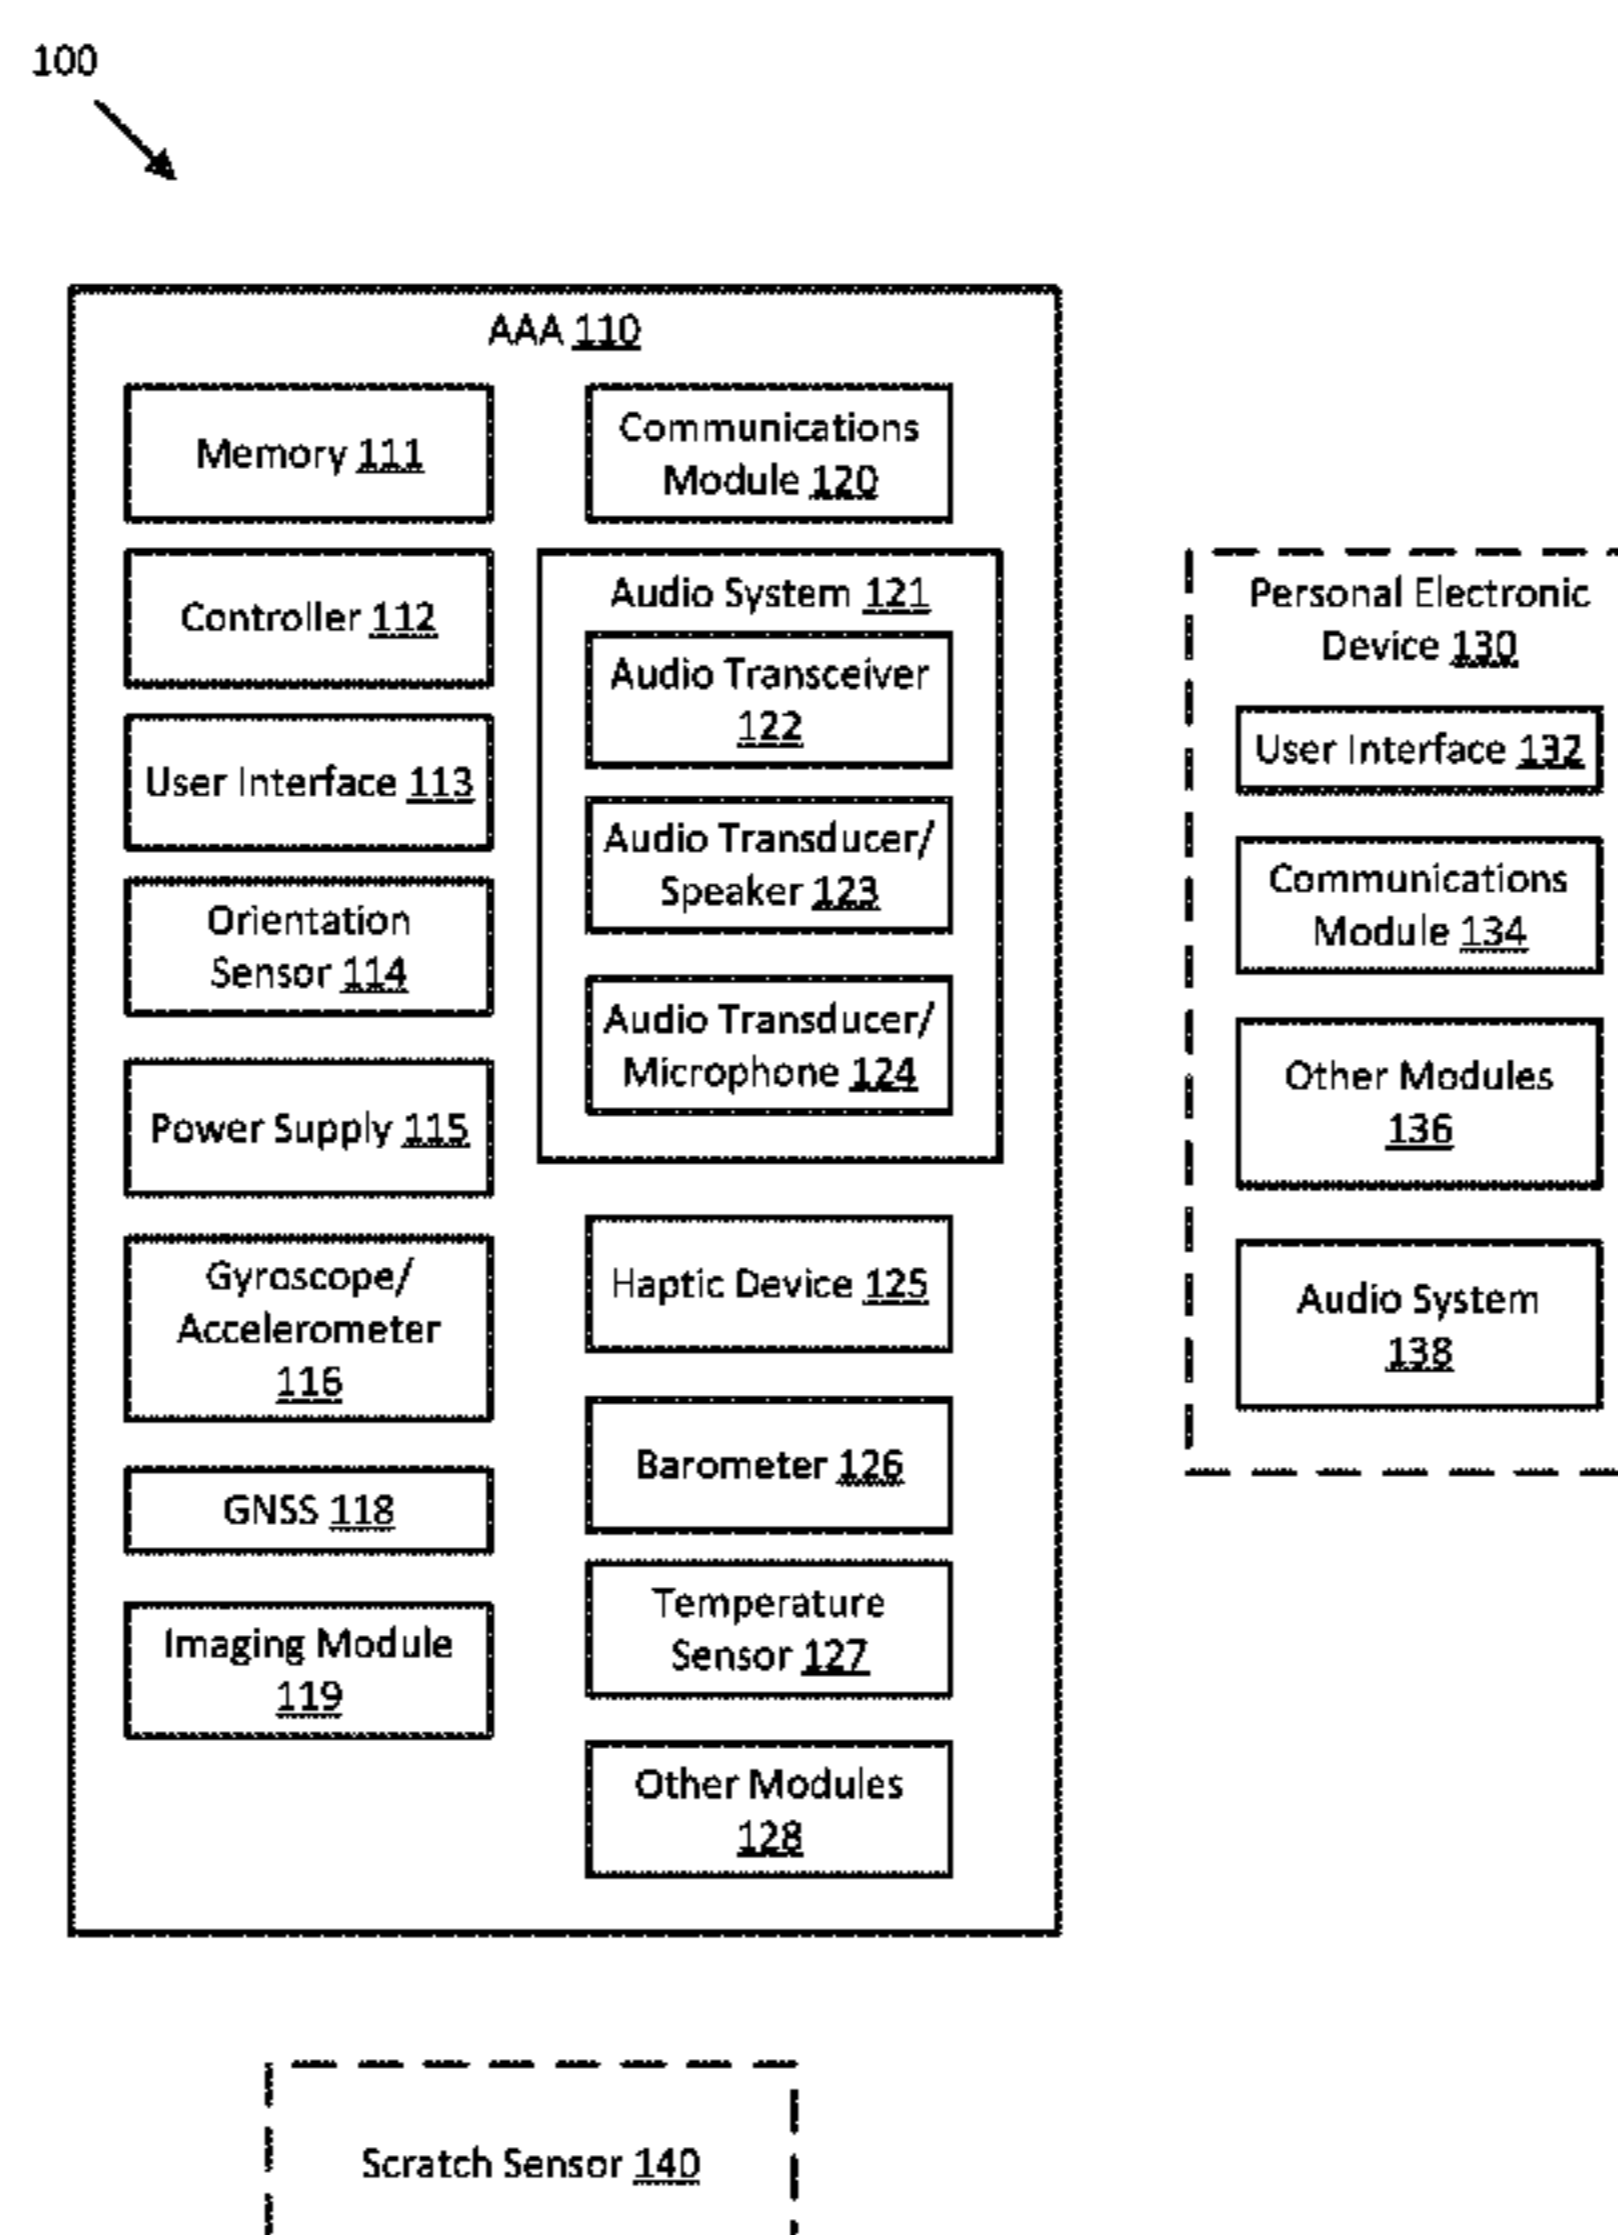 100
AAA 110
Memory 111
Controller 112
User Interface 113
Orientation
Sensor 114
Power Supply 115
Gyroscope/
Accelerometer
116
GNSS 118
Imaging Module
119
Communications
Module 120
Audio System 121
Audio Transceiver
122
Audio Transducer/
Speaker 123
Audio Transducer/
Microphone 124
Haptic Device 125
Barometer 126
Temperature
Sensor 127
Other Modules
128
Personal Electronic
Device 130
User Interface 132
Communications
Module 134
Other Modules
136
Audio System
138
Scratch Sensor 140